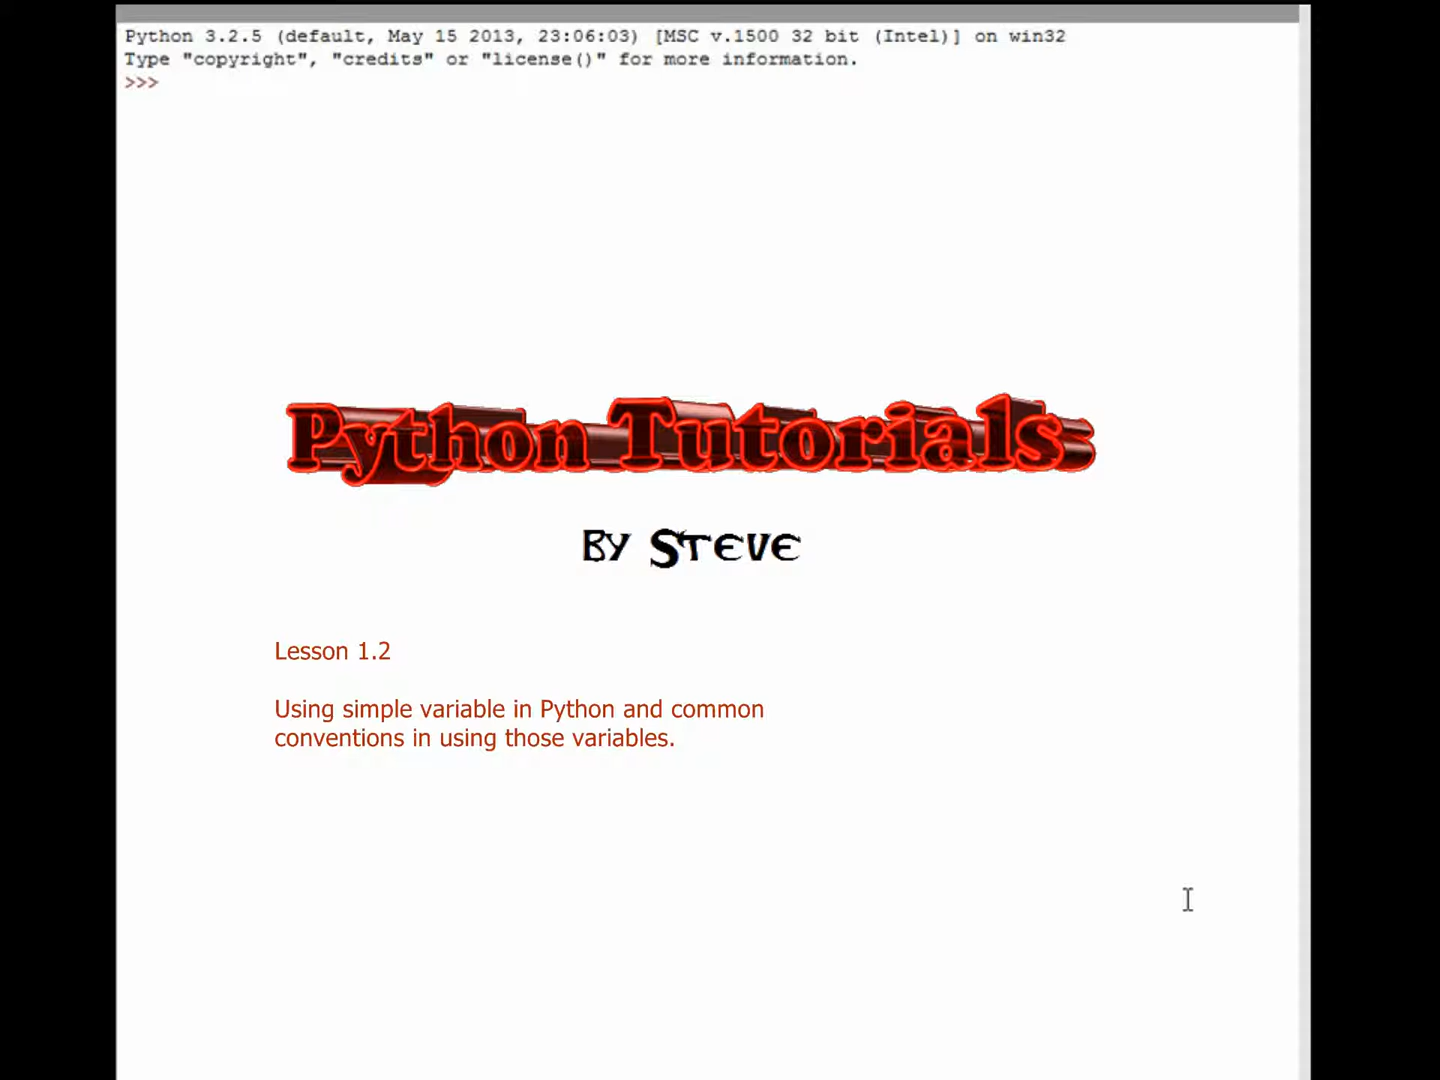 Python 3.2.5 (default, May 15 2013, 23:06:03) [MSC v.1500 32 bit (Intel)] on win32
Type "copyright", "credits" or "license()" for more information.
>>>
Python Tutorials
By Steve
Lesson 1.2
Using simple variable in Python and common
conventions in using those variables.